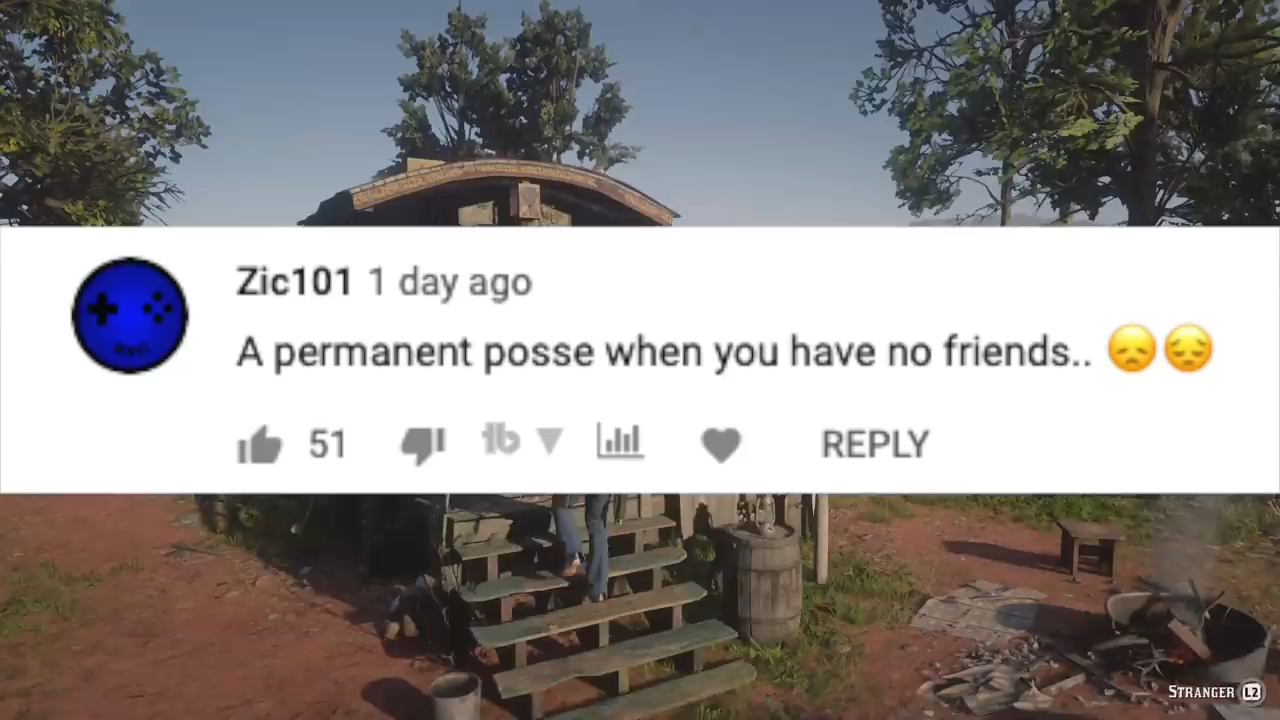 Zic101 1 day ago
A permanent posse when you have no friends.. 😞😔
51 REPLY
STRANGER L2